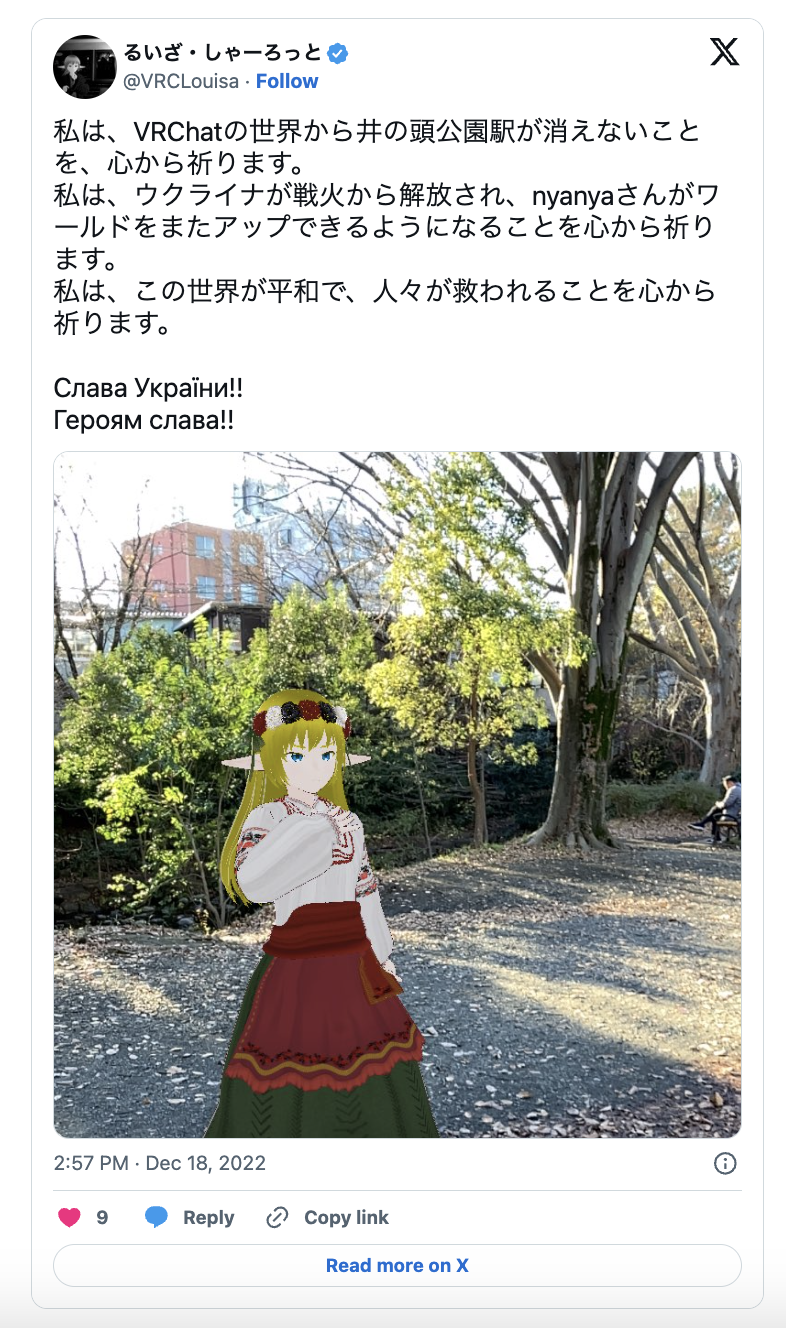 るいざ・しゃーろっと
@VRCLouisa · Follow
私は、VRChatの世界から井の頭公園駅が消えないこと
を、心から祈ります。
私は、ウクライナが戦火から解放され、nyanyaさんがワ
ールドをまたアップできるようになることを心から祈り
ます。
私は、この世界が平和で、人々が救われることを心から
祈ります。
Слава Україні!!
Героям слава!!
2:57 PM · Dec 18, 2022
9 Reply Copy link
Read more on X